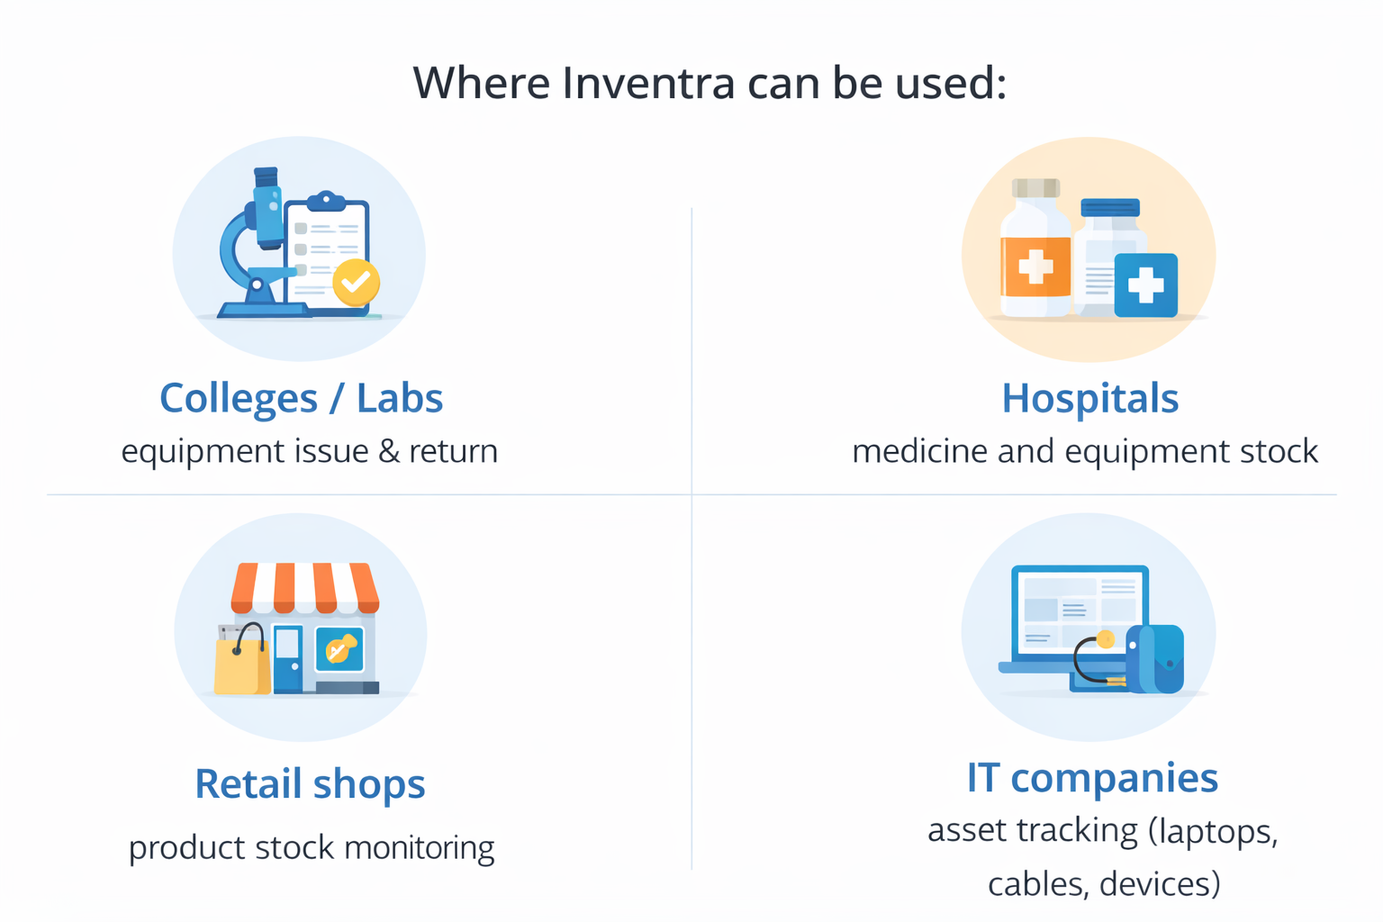 Where Inventra can be used:
Colleges / Labs
equipment issue & return
Hospitals
medicine and equipment stock
Retail shops
product stock monitoring
IT companies
asset tracking (laptops,
cables, devices)